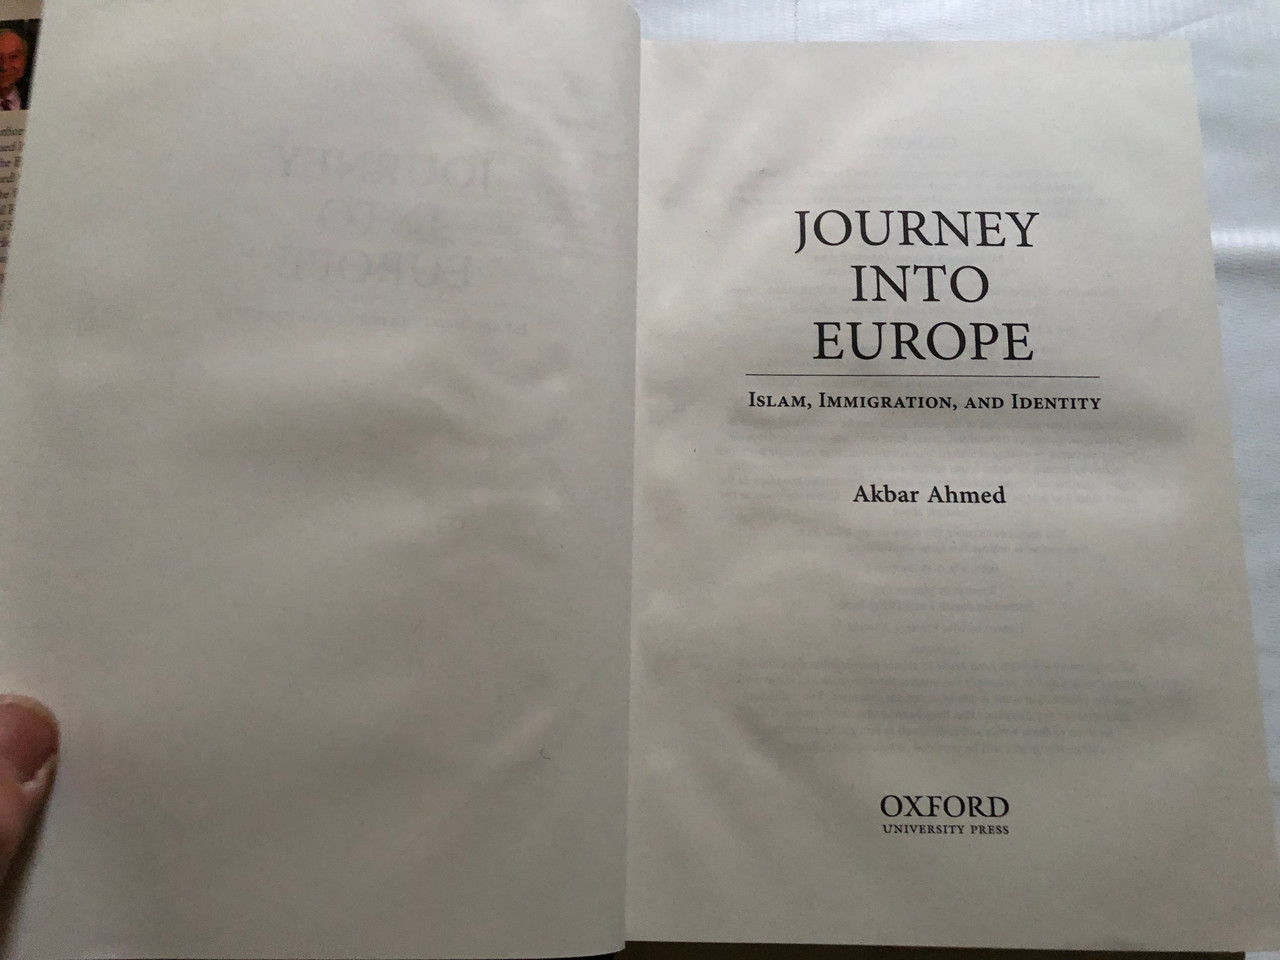 JOURNEY
INTO
EUROPE
ISLAM, IMMIGRATION, AND IDENTITY
Akbar Ahmed
OXFORD
UNIVERSITY PRESS